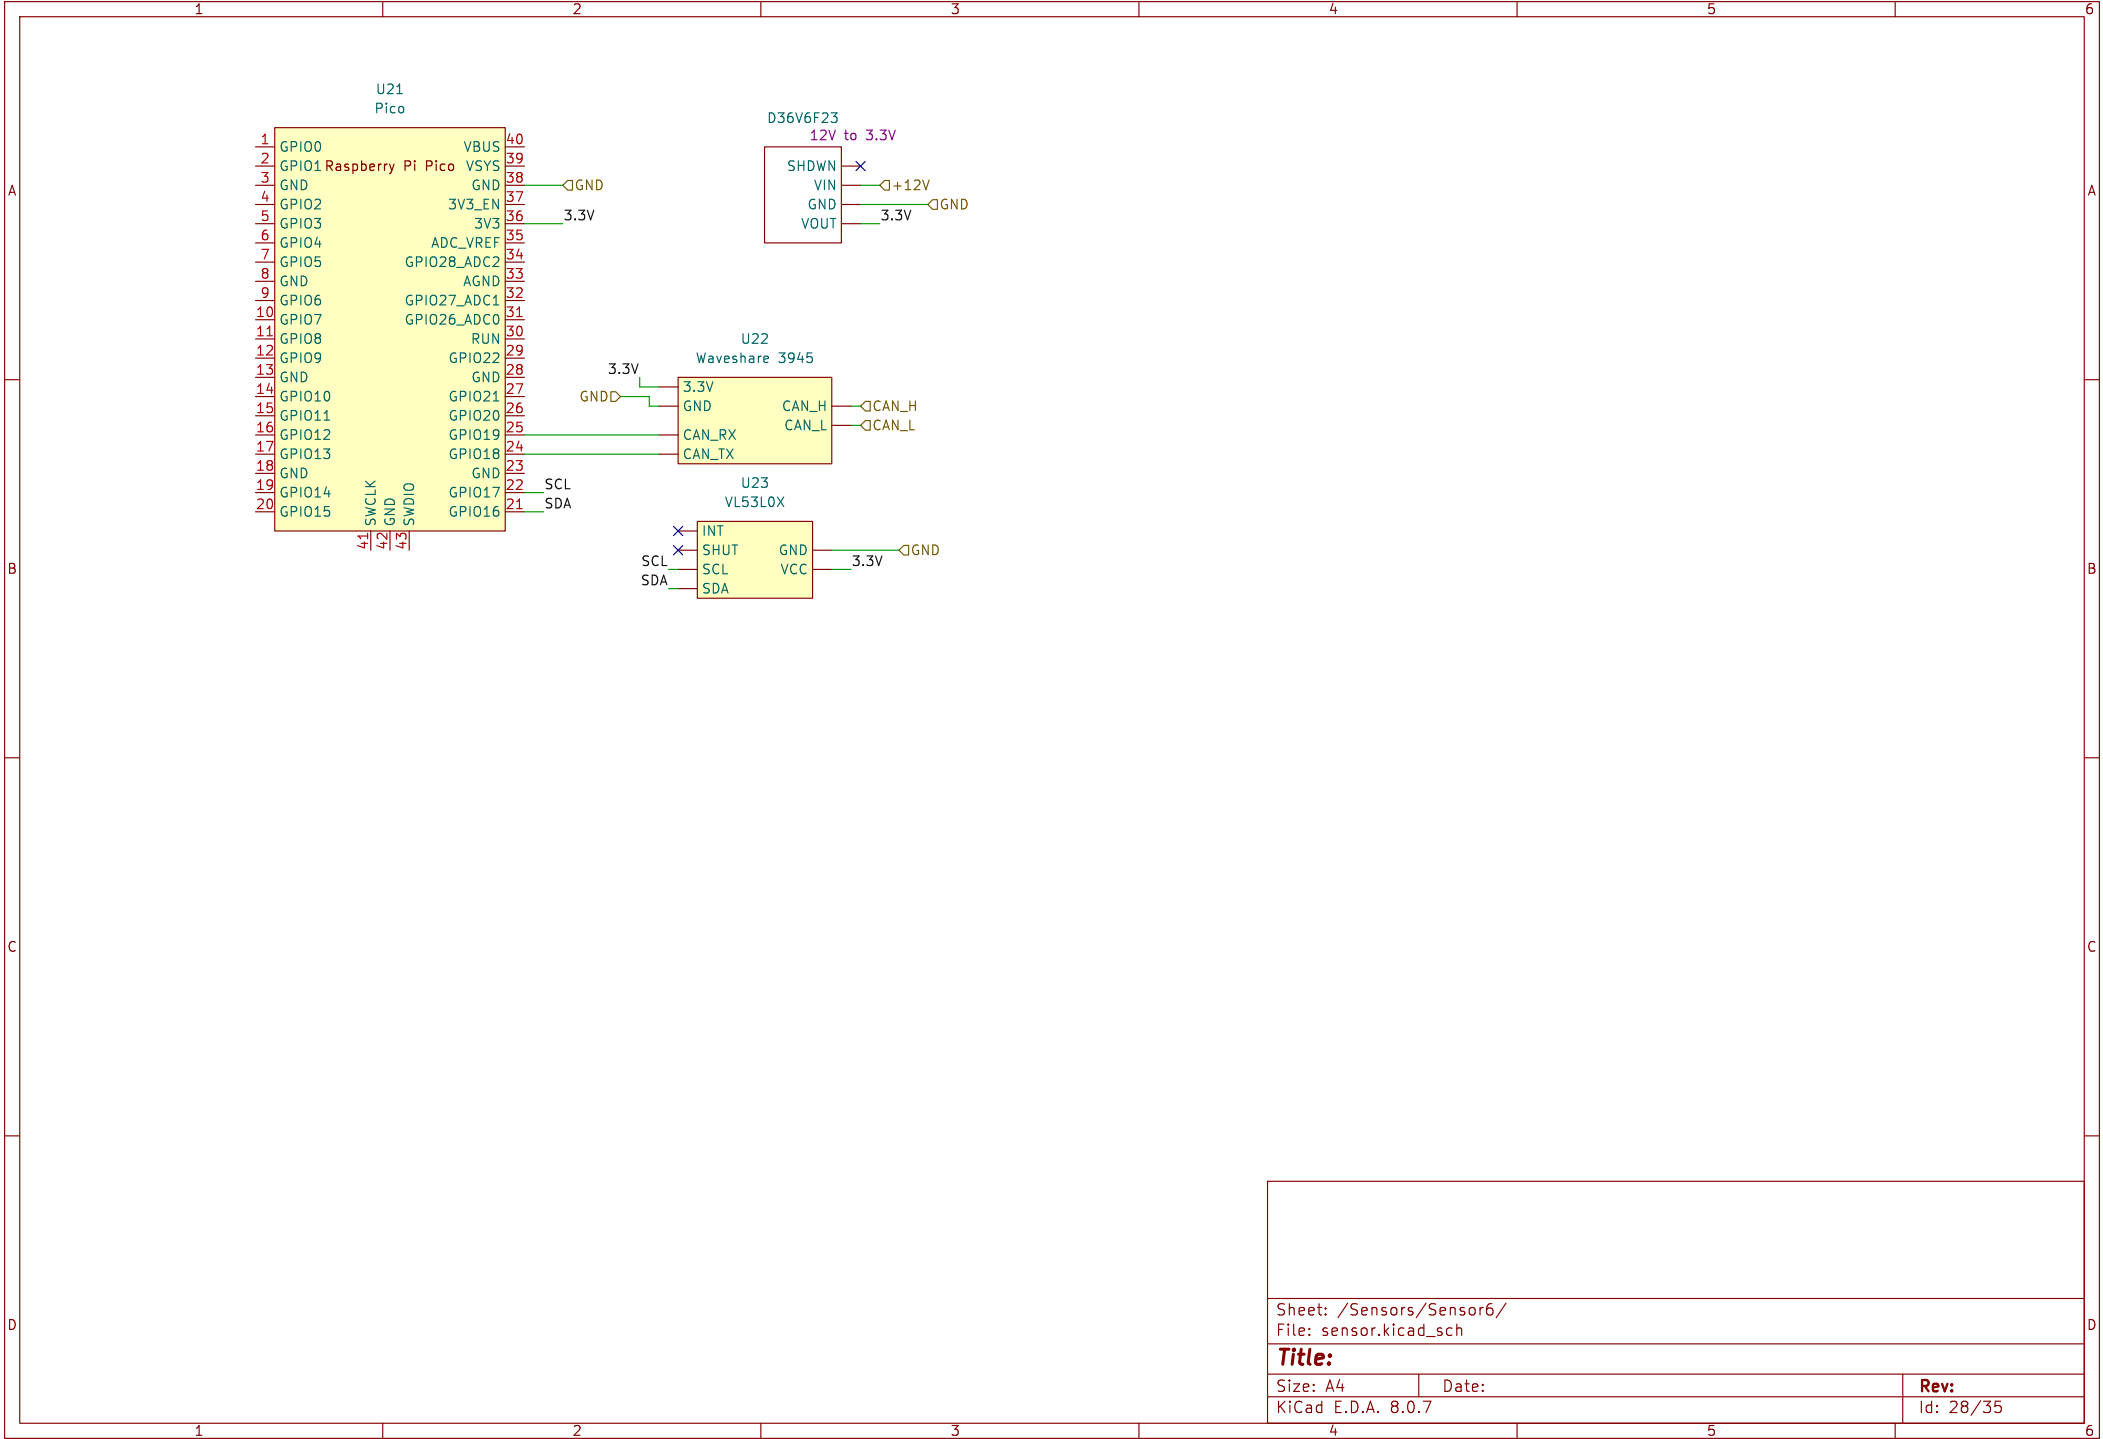 1 2 3 4 5 6
A
B
C
D
A
B
C
D
U21
Pico
Raspberry Pi Pico
1 GPIO0
2 GPIO1
3 GND
4 GPIO2
5 GPIO3
6 GPIO4
7 GPIO5
8 GND
9 GPIO6
10 GPIO7
11 GPIO8
12 GPIO9
13 GND
14 GPIO10
15 GPIO11
16 GPIO12
17 GPIO13
18 GND
19 GPIO14
20 GPIO15
VBUS 40
VSYS 39
GND 38 GND
3V3_EN 37
3V3 36 3.3V
ADC_VREF 35
GPIO28_ADC2 34
AGND 33
GPIO27_ADC1 32
GPIO26_ADC0 31
RUN 30
GPIO22 29
GND 28
GPIO21 27
GPIO20 26
GPIO19 25
GPIO18 24
GND 23
GPIO17 22 SCL
GPIO16 21 SDA
SWCLK 41
GND 42
SWDIO 43
D36V6F23
12V to 3.3V
SHDWN
VIN +12V
GND GND
VOUT 3.3V
U22
Waveshare 3945
3.3V 3.3V
GND GND
CAN_RX
CAN_TX
CAN_H CAN_H
CAN_L CAN_L
U23
VL53L0X
INT
SHUT
SCL SCL
SDA SDA
GND GND
VCC 3.3V
Sheet: /Sensors/Sensor6/
File: sensor.kicad_sch
Title:
Size: A4 Date: Rev:
KiCad E.D.A. 8.0.7 Id: 28/35
1 2 3 4 5 6